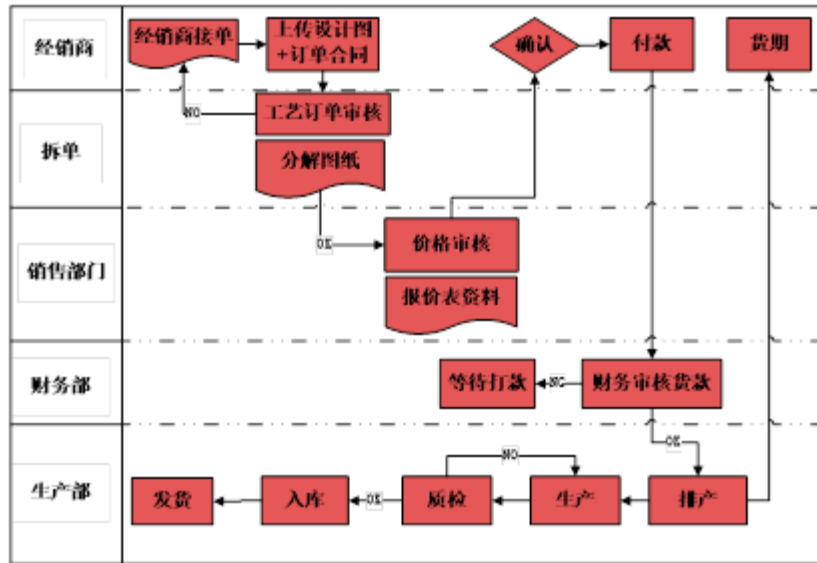 经销商
经销商接单
上传设计图
+订单合同
确认
付款
货期
NO
工艺订单审核
拆单
分解图纸
OK
价格审核
销售部门
报价表资料
财务部
等待打款
NO
财务审核货款
OK
NO
生产部
发货
入库
OK
质检
生产
排产